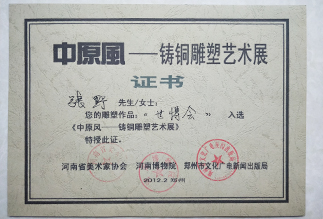 中原風——铸铜雕塑艺术展
证书
張野 先生/女士:
您的雕塑作品:“甘情会” 入选
《中原风——铸铜雕塑艺术展》
特授此证。
河南省美术家协会 河南博物院 郑州市文化广电新闻出版局
2012.2 郑州